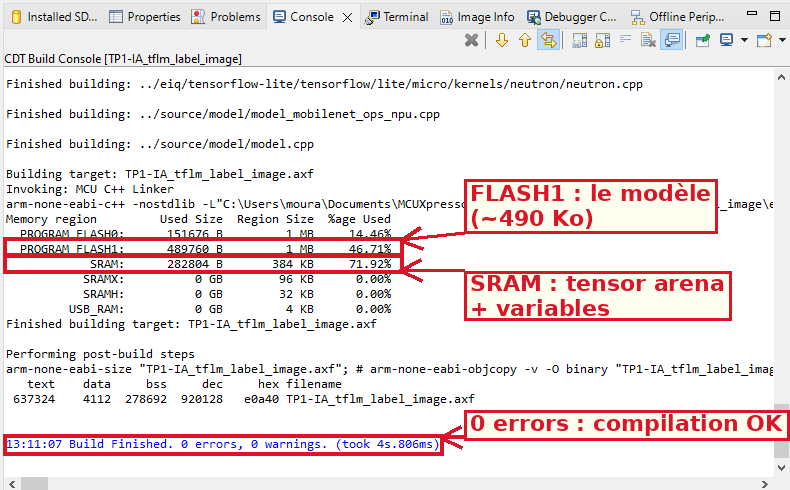 Installed SD... Properties Problems Console Terminal Image Info Debugger C... Offline Perip...
CDT Build Console [TP1-IA_tflm_label_image]
Finished building: ../eiq/tensorflow-lite/tensorflow/lite/micro/kernels/neutron/neutron.cpp
Finished building: ../source/model/model_mobilenet_ops_npu.cpp
Finished building: ../source/model/model.cpp
Building target: TP1-IA_tflm_label_image.axf
Invoking: MCU C++ Linker
arm-none-eabi-c++ -nostdlib -L"C:\Users\moura\Documents\MCUXpresso
_image\e
FLASH1 : le modèle
(~490 Ko)
Memory region Used Size Region Size %age Used
PROGRAM_FLASH0: 151676 B 1 MB 14.46%
PROGRAM_FLASH1: 489760 B 1 MB 46.71%
SRAM: 282804 B 384 KB 71.92%
SRAMX: 0 GB 96 KB 0.00%
SRAMH: 0 GB 32 KB 0.00%
USB_RAM: 0 GB 4 KB 0.00%
SRAM : tensor arena
+ variables
Finished building target: TP1-IA_tflm_label_image.axf
Performing post-build steps
arm-none-eabi-size "TP1-IA_tflm_label_image.axf"; # arm-none-eabi-objcopy -v -O binary "TP1-IA_tflm_label_imag
text data bss dec hex filename
637324 4112 278692 920128 e0a40 TP1-IA_tflm_label_image.axf
0 errors : compilation OK
13:11:07 Build Finished. 0 errors, 0 warnings. (took 4s.806ms)